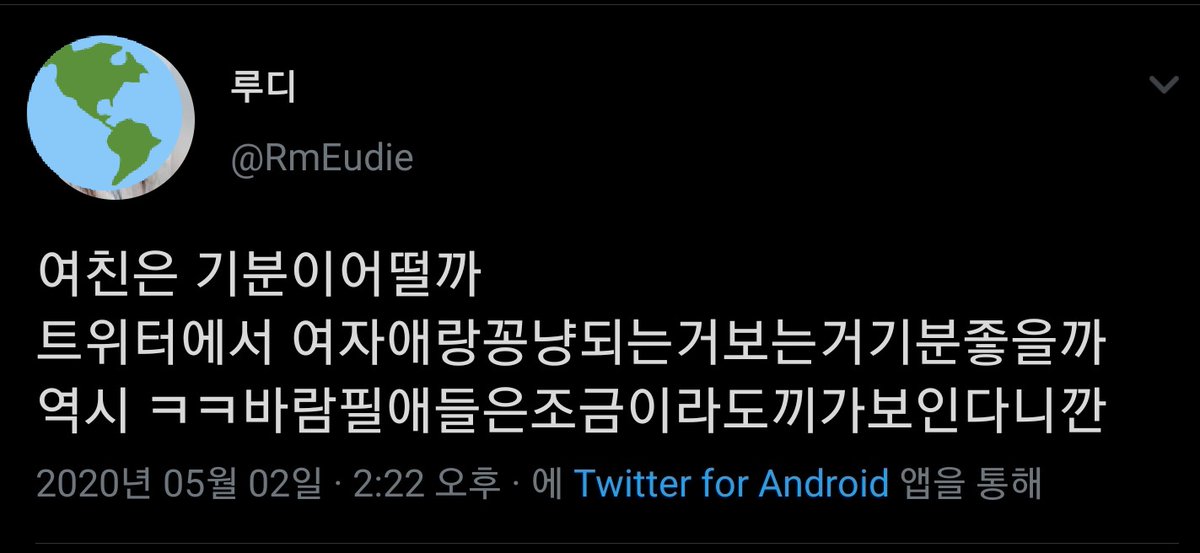 루디
@RmEudie
여친은 기분이어떨까
트위터에서 여자애랑꽁냥되는거보는거기분좋을까
역시 ㅋㅋ바람필애들은조금이라도끼가보인다니깐
2020년 05월 02일 · 2:22 오후 · 에 Twitter for Android 앱을 통해